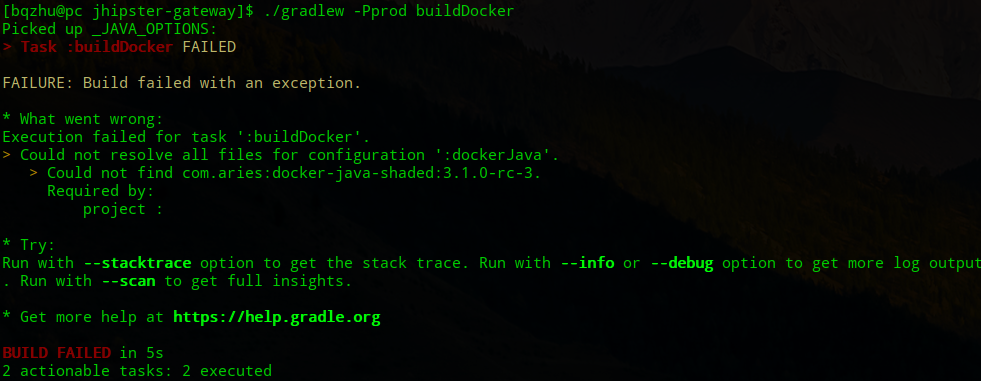 [bqzhu@pc jhipster-gateway]$ ./gradlew -Pprod buildDocker
Picked up _JAVA_OPTIONS:
> Task :buildDocker FAILED
FAILURE: Build failed with an exception.
* What went wrong:
Execution failed for task ':buildDocker'.
> Could not resolve all files for configuration ':dockerJava'.
> Could not find com.aries:docker-java-shaded:3.1.0-rc-3.
Required by:
project :
* Try:
Run with --stacktrace option to get the stack trace. Run with --info or --debug option to get more log output
. Run with --scan to get full insights.
* Get more help at https://help.gradle.org
BUILD FAILED in 5s
2 actionable tasks: 2 executed